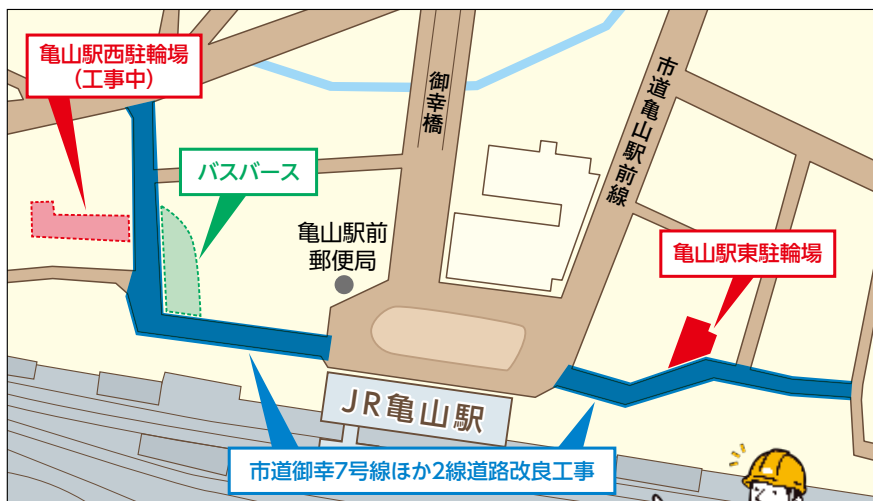 亀山駅西駐輪場
(工事中)
バスバース
御幸橋
市道亀山駅前線
亀山駅前
郵便局
亀山駅東駐輪場
JR亀山駅
市道御幸7号線ほか2線道路改良工事